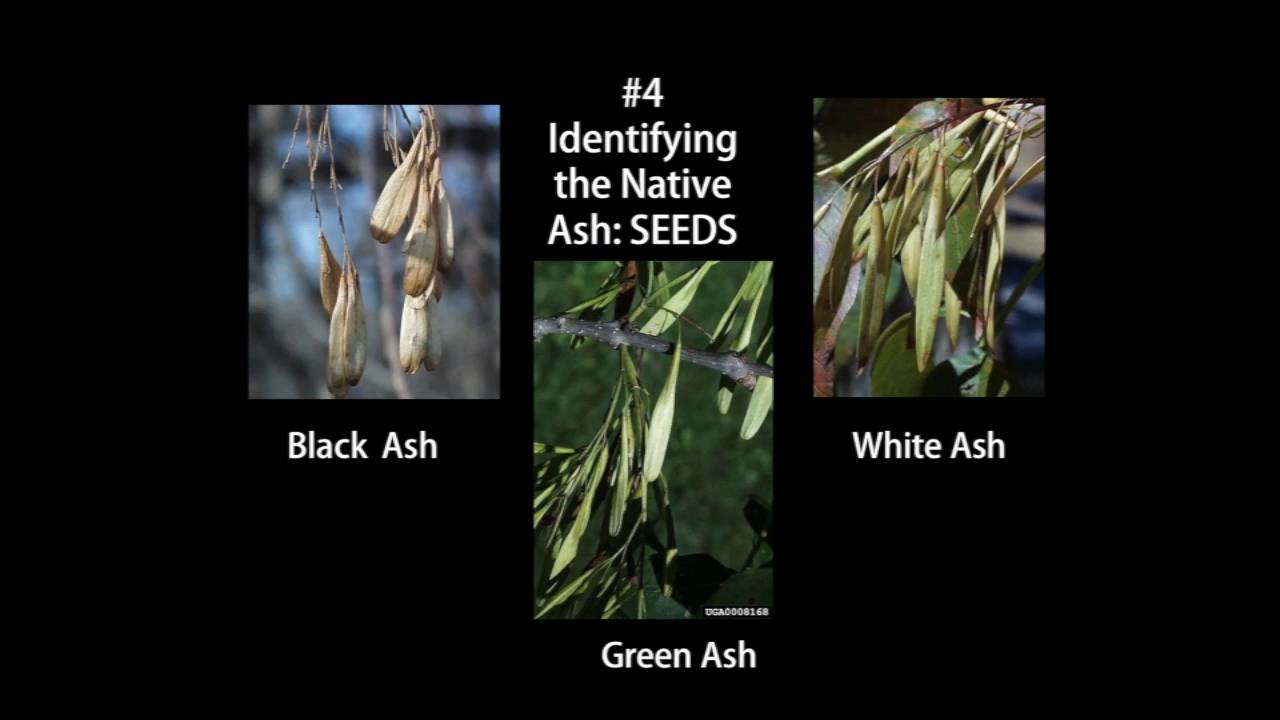 #4
Identifying
the Native
Ash: SEEDS
Black Ash
White Ash
UGA0008168
Green Ash